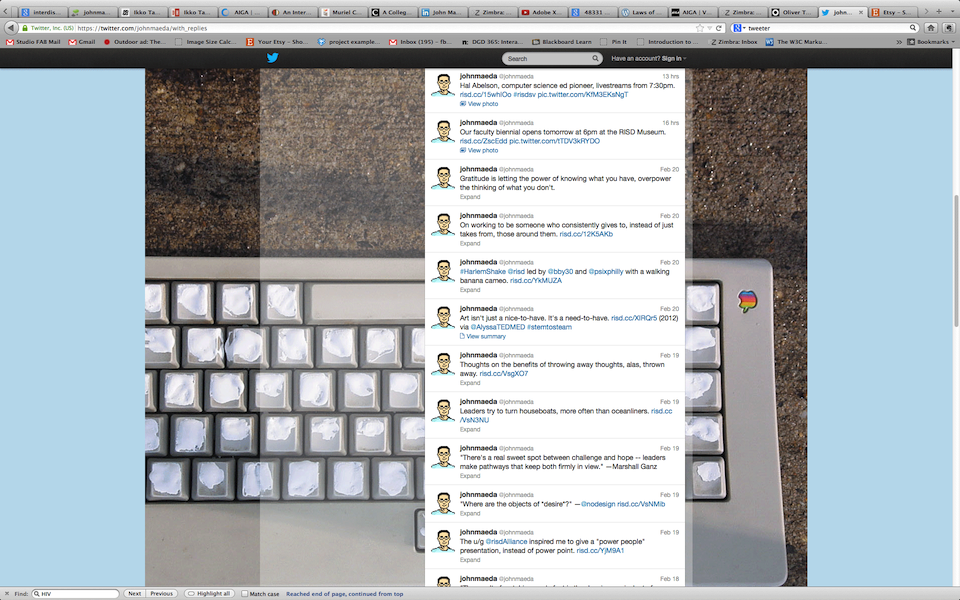 interdis...
johnmae...
Ikko Ta...
Ikko Ta...
AIGA | ...
An Inter...
Muriel C...
A Colleg...
John Ma...
Zimbra: ...
Adobe X...
48331 ...
Laws of ...
AIGA | V...
Zimbra: ...
Oliver T...
john...
Etsy - S...
Twitter, Inc. (US) https://twitter.com/johnmaeda/with_replies
tweeter
Studio FAB Mail
Gmail
Outdoor ad: The...
Image Size Calc...
Your Etsy - Sho...
project example...
Inbox (195) - fb...
DGD 365: Intera...
Blackboard Learn
Pin It
Introduction to ...
Zimbra: Inbox
The W3C Marku...
Bookmarks
Search
Have an account? Sign in
johnmaeda @johnmaeda 13 hrs
Hal Abelson, computer science ed pioneer, livestreams from 7:30pm.
risd.cc/15whIOo #risdsv pic.twitter.com/KfM3EKsNgT
View photo
johnmaeda @johnmaeda 16 hrs
Our faculty biennial opens tomorrow at 6pm at the RISD Museum.
risd.cc/ZscEdd pic.twitter.com/tTDV3kRYDO
View photo
johnmaeda @johnmaeda Feb 20
Gratitude is letting the power of knowing what you have, overpower
the thinking of what you don't.
Expand
johnmaeda @johnmaeda Feb 20
On working to be someone who consistently gives to, instead of just
takes from, those around them. risd.cc/12K5AKb
Expand
johnmaeda @johnmaeda Feb 20
#HarlemShake @risd led by @bby30 and @psixphilly with a walking
banana cameo. risd.cc/YkMUZA
Expand
johnmaeda @johnmaeda Feb 20
Art isn't just a nice-to-have. It's a need-to-have. risd.cc/XIRQr5 (2012)
via @AlyssaTEDMED #stemtosteam
View summary
johnmaeda @johnmaeda Feb 19
Thoughts on the benefits of throwing away thoughts, alas, thrown
away. risd.cc/VsgXO7
Expand
johnmaeda @johnmaeda Feb 19
Leaders try to turn houseboats, more often than oceanliners. risd.cc
/VsN3NU
Expand
johnmaeda @johnmaeda Feb 19
"There's a real sweet spot between challenge and hope -- leaders
make pathways that keep both firmly in view." —Marshall Ganz
Expand
johnmaeda @johnmaeda Feb 19
"Where are the objects of *desire*?" —@nodesign risd.cc/VsNMib
Expand
johnmaeda @johnmaeda Feb 19
The u/g @risdAlliance inspired me to give a "power people"
presentation, instead of power point. risd.cc/YjM9A1
Expand
johnmaeda @johnmaeda Feb 18
Find: HIV Next Previous Highlight all Match case Reached end of page, continued from top